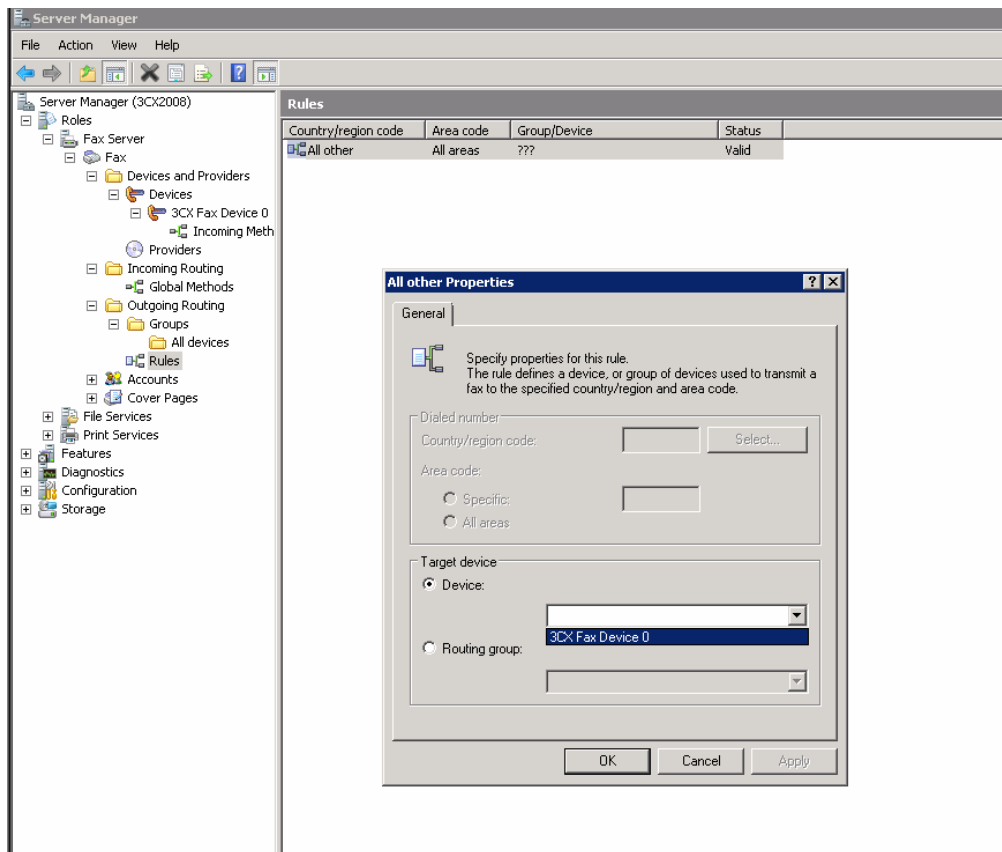 Server Manager
File Action View Help
Server Manager (3CX2008)
Roles
Fax Server
Fax
Devices and Providers
Devices
3CX Fax Device 0
Incoming Meth
Providers
Incoming Routing
Global Methods
Outgoing Routing
Groups
All devices
Rules
Accounts
Cover Pages
File Services
Print Services
Features
Diagnostics
Configuration
Storage
Rules
Country/region code Area code Group/Device Status
All other All areas ??? Valid
All other Properties
General
Specify properties for this rule.
The rule defines a device, or group of devices used to transmit a
fax to the specified country/region and area code.
Dialed number
Country/region code: Select...
Area code:
Specific:
All areas
Target device
Device:
3CX Fax Device 0
Routing group:
OK Cancel Apply